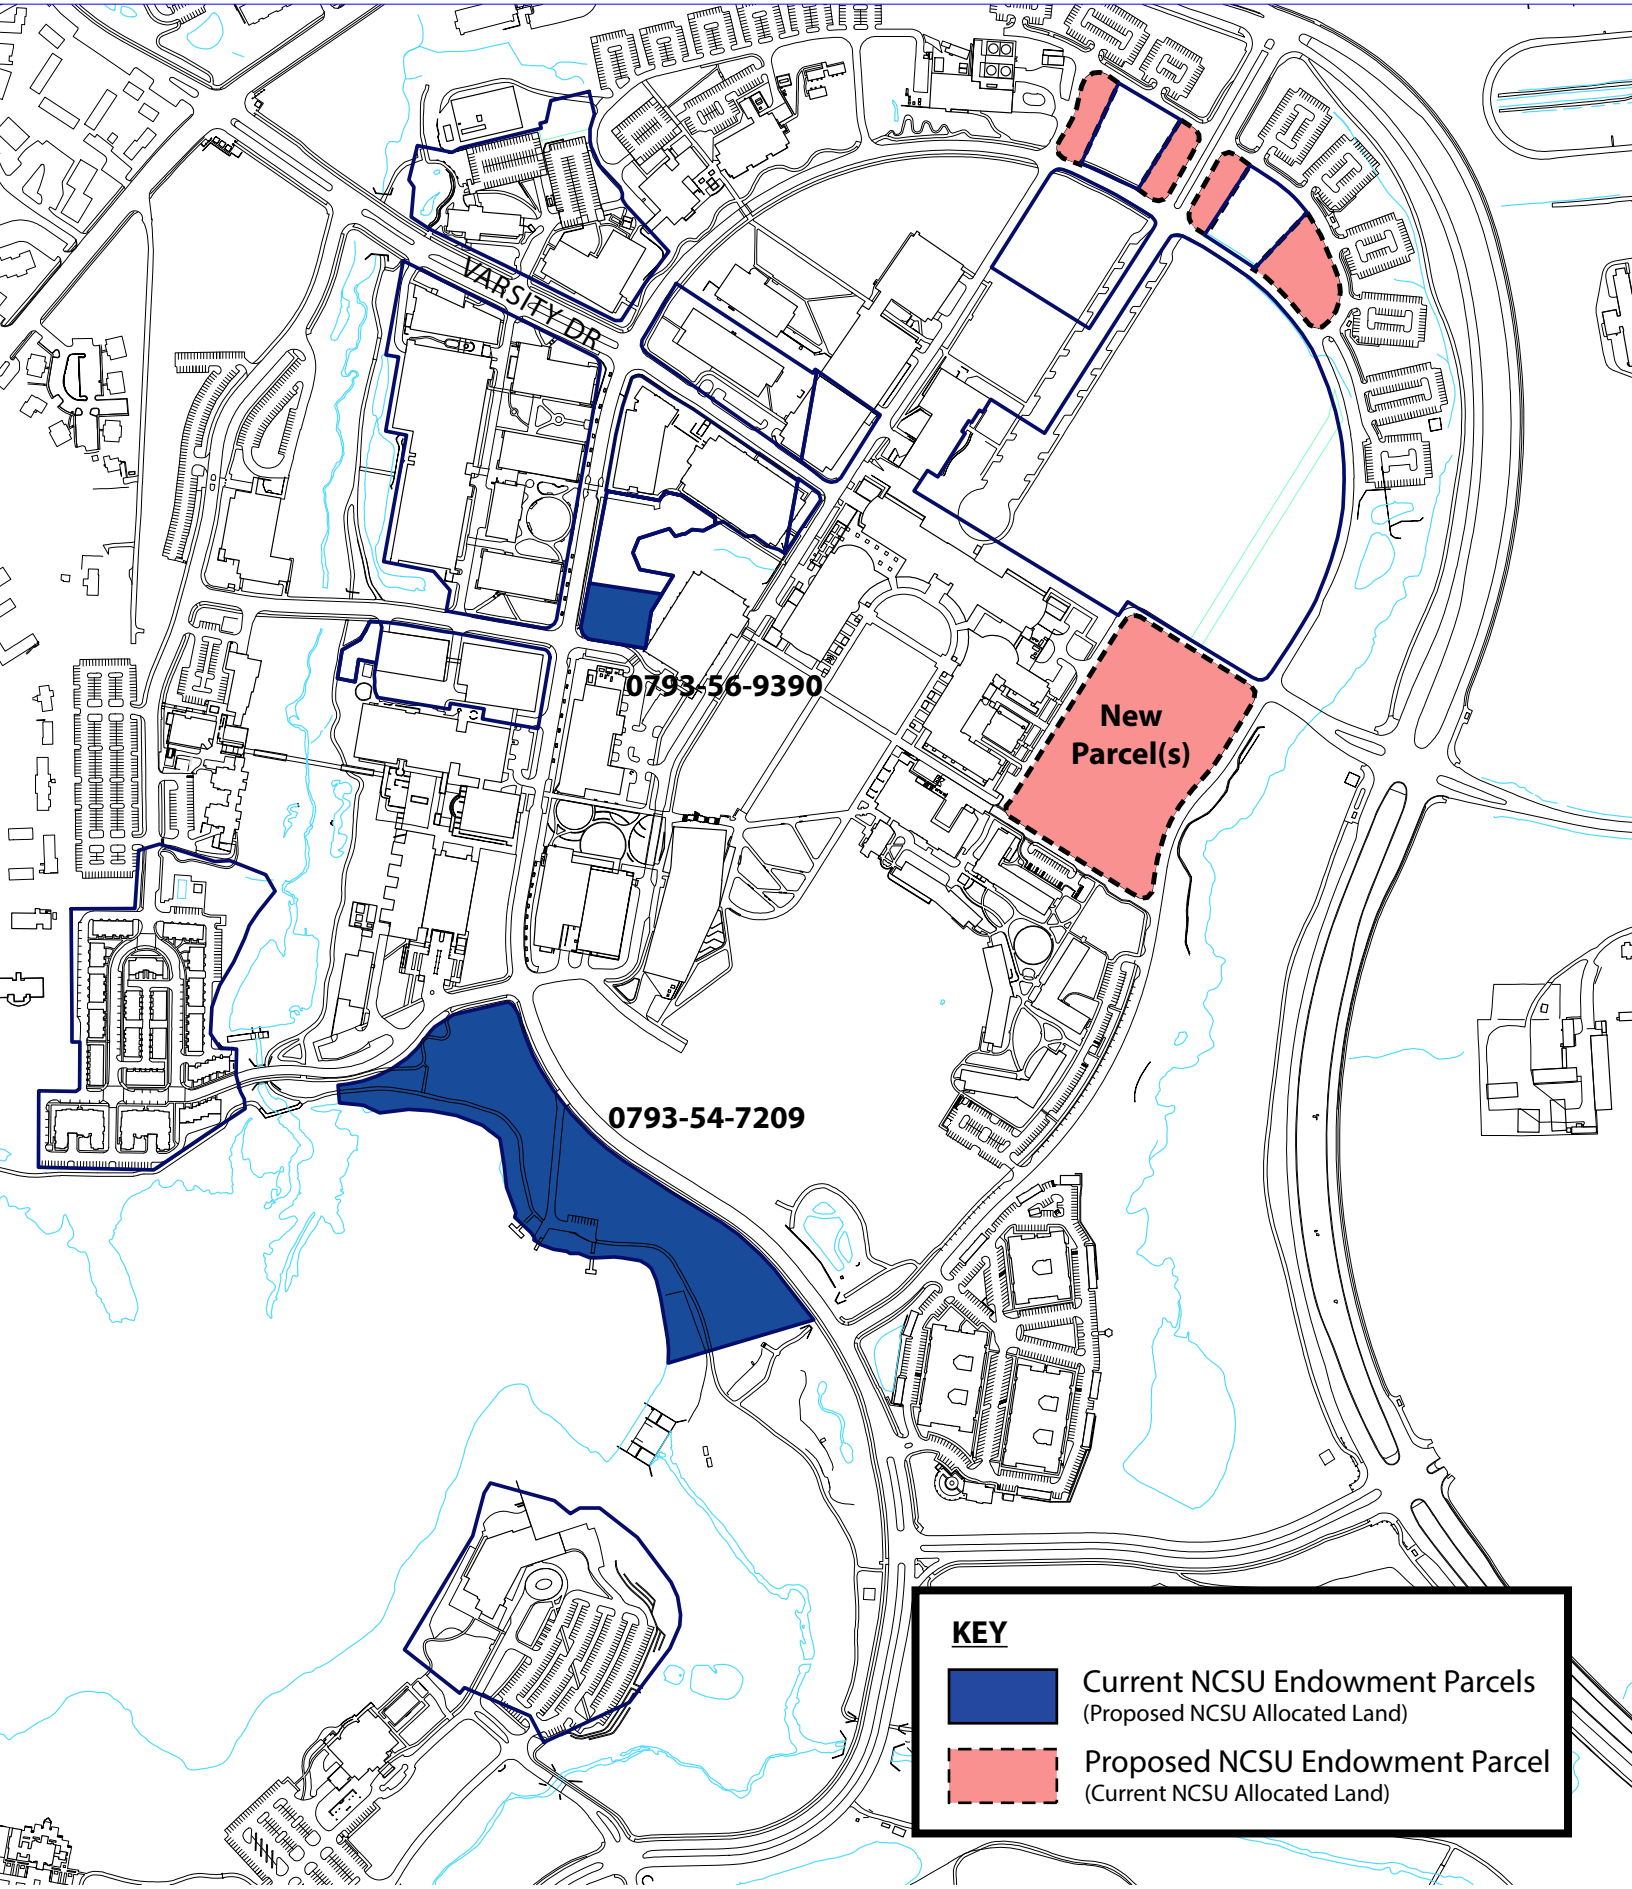 VARSITY DR
0793-56-9390
New
Parcel(s)
0793-54-7209
KEY
Current NCSU Endowment Parcels
(Proposed NCSU Allocated Land)
Proposed NCSU Endowment Parcel
(Current NCSU Allocated Land)